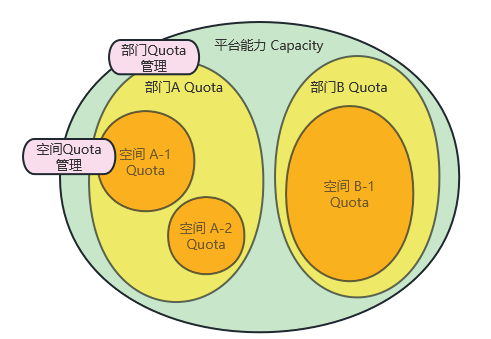 平台能力 Capacity
部门Quota
管理
部门A Quota
部门B Quota
空间Quota
管理
空间 A-1
Quota
空间 B-1
Quota
空间 A-2
Quota